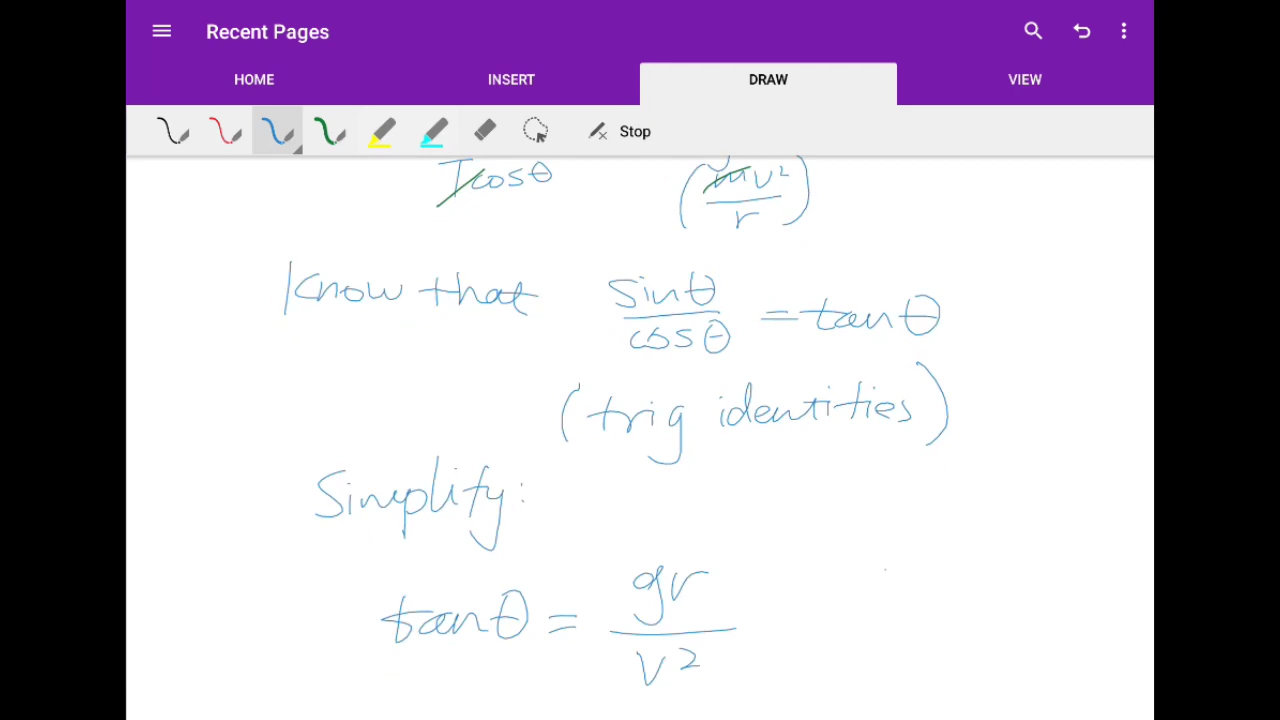 Recent Pages
HOME INSERT DRAW VIEW
Stop
Tcosθ (mv²/r)
Know that sinθ/cosθ = tanθ
(trig identities)
Simplify:
tanθ = gr/v²